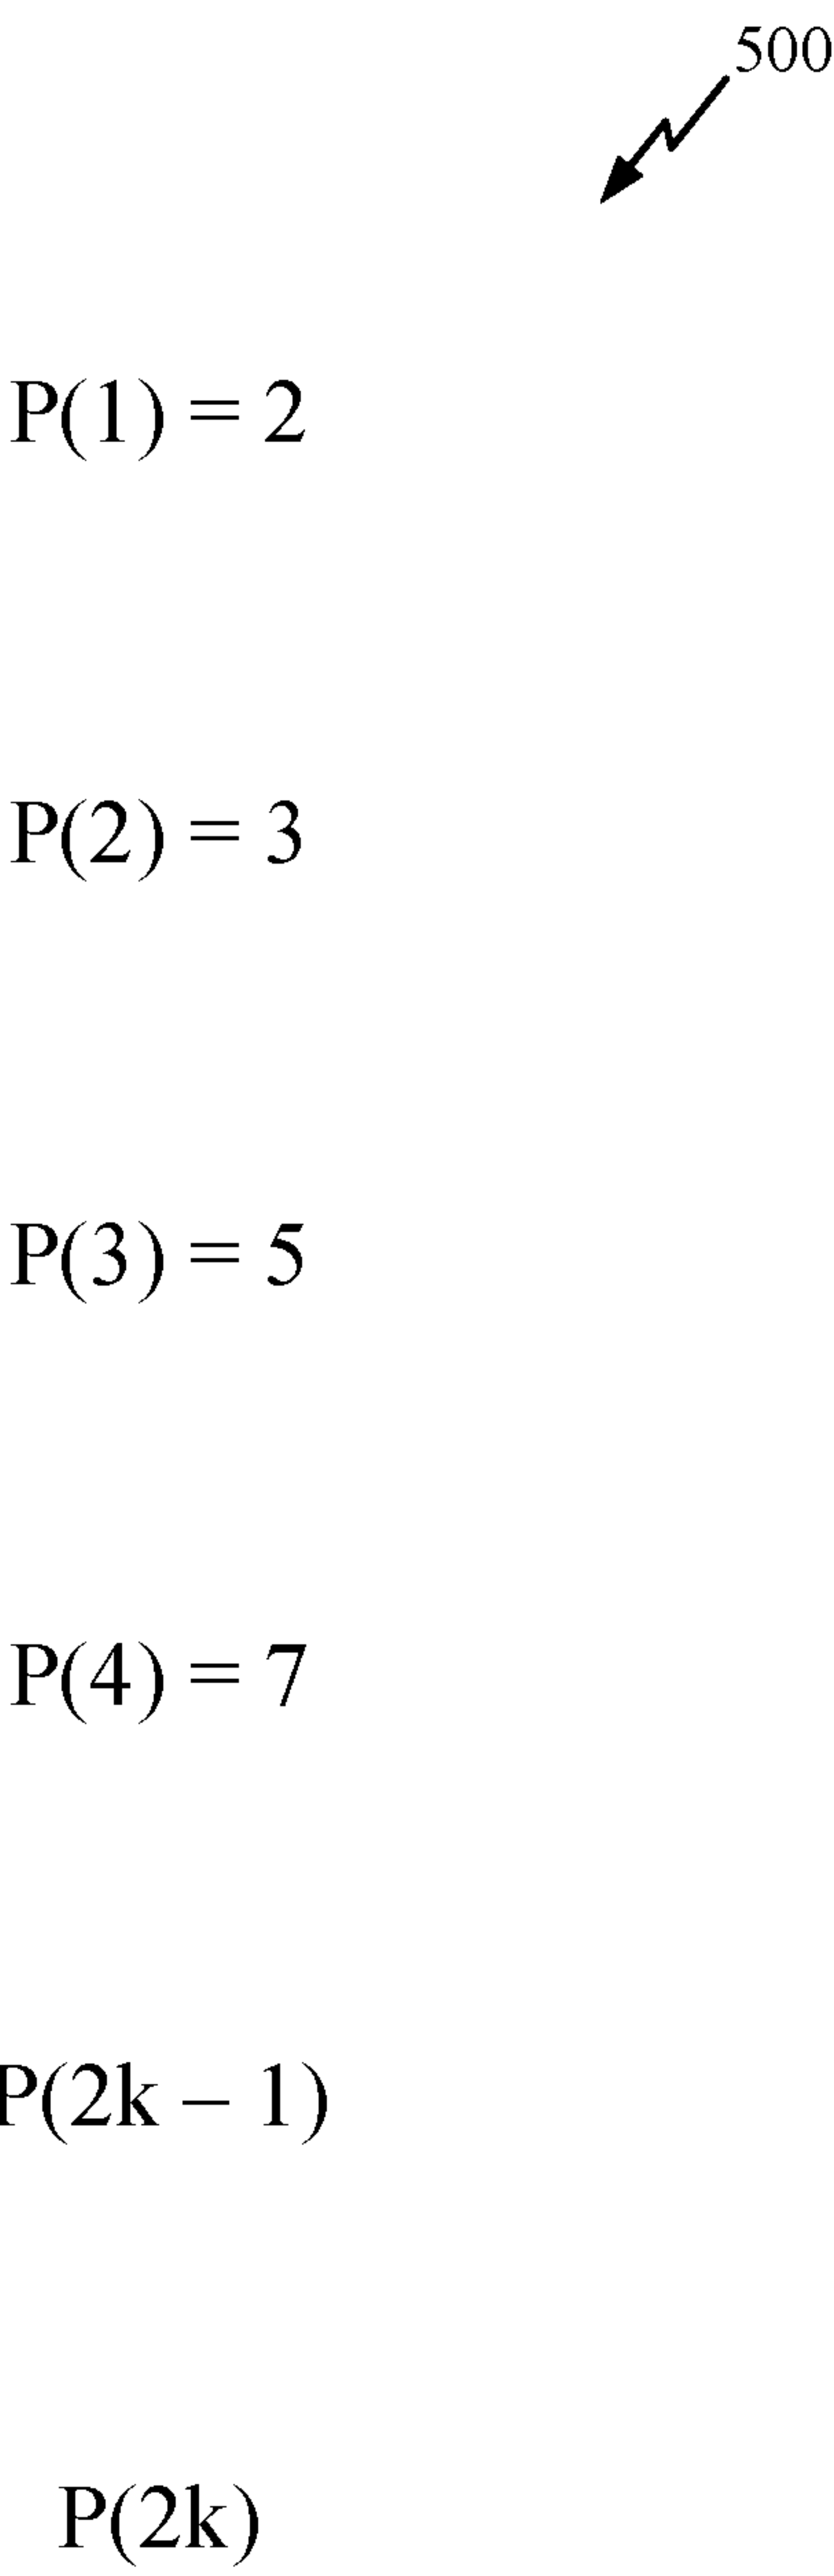 500
P(1) = 2
P(2) = 3
P(3) = 5
P(4) = 7
P(2k – 1)
P(2k)